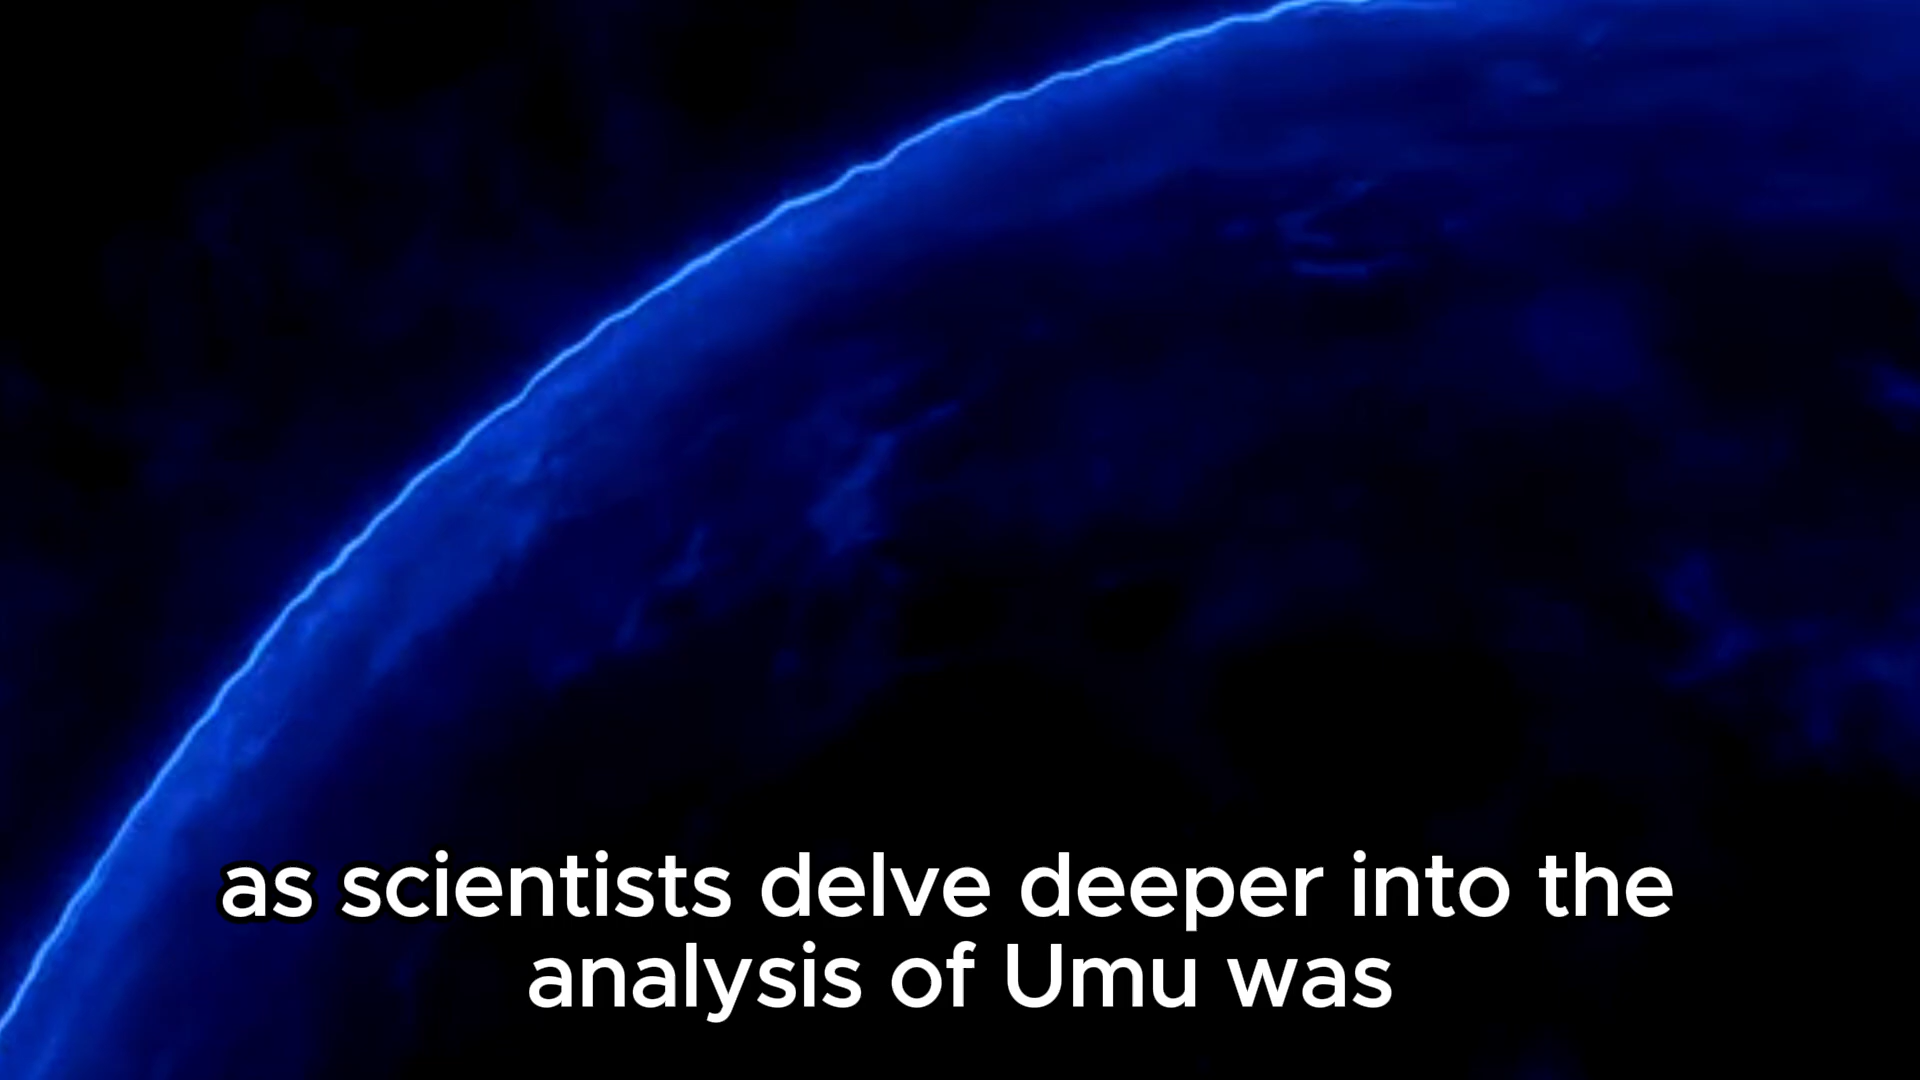 as scientists delve deeper into the
analysis of Umu was